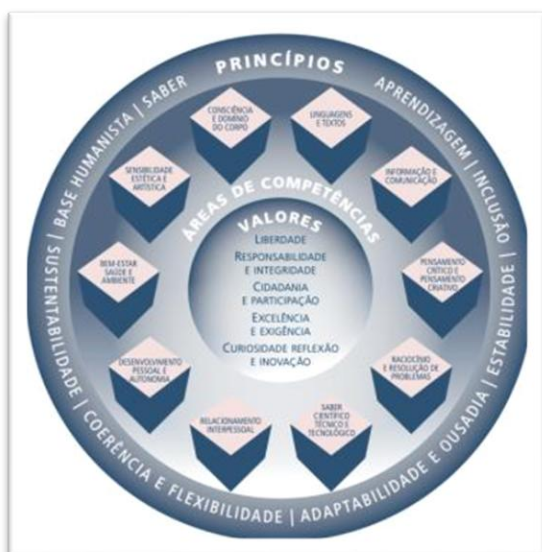 PRINCÍPIOS
SUSTENTABILIDADE | BASE HUMANISTA | SABER
APRENDIZAGEM | INCLUSÃO
ESTABILIDADE |
COERÊNCIA E FLEXIBILIDADE | ADAPTABILIDADE E OUSADIA |
ÁREAS DE COMPETÊNCIAS
CONSCIÊNCIA
E DOMÍNIO
DO CORPO
LINGUAGENS
E TEXTOS
SENSIBILIDADE
ESTÉTICA E
ARTÍSTICA
INFORMAÇÃO E
COMUNICAÇÃO
BEM-ESTAR
SAÚDE E
AMBIENTE
PENSAMENTO
CRÍTICO E
PENSAMENTO
CRIATIVO
DESENVOLVIMENTO
PESSOAL E
AUTONOMIA
RACIOCÍNIO
E RESOLUÇÃO DE
PROBLEMAS
RELACIONAMENTO
INTERPESSOAL
SABER
CIENTÍFICO
TÉCNICO E
TECNOLÓGICO
VALORES
LIBERDADE
RESPONSABILIDADE
E INTEGRIDADE
CIDADANIA
E PARTICIPAÇÃO
EXCELÊNCIA
E EXIGÊNCIA
CURIOSIDADE REFLEXÃO
E INOVAÇÃO